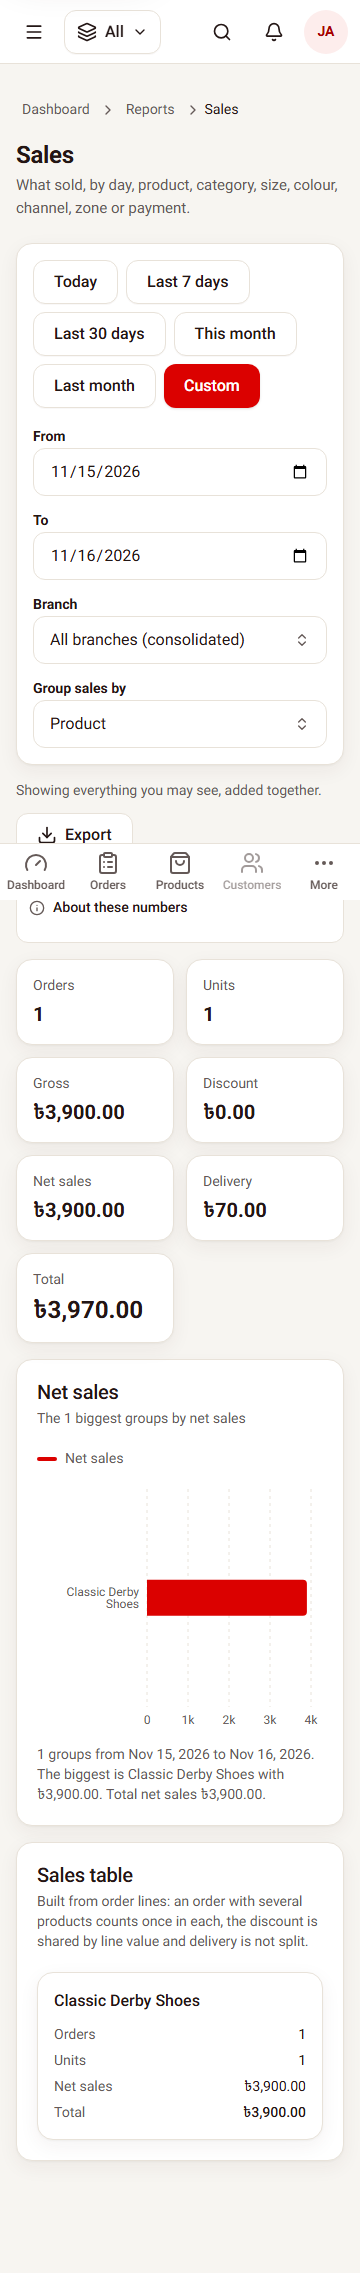 All
JA
Dashboard > Reports > Sales
Sales
What sold, by day, product, category, size, colour,
channel, zone or payment.
Today Last 7 days
Last 30 days This month
Last month Custom
From
11/15/2026
To
11/16/2026
Branch
All branches (consolidated)
Group sales by
Product
Showing everything you may see, added together.
Export
Dashboard Orders Products Customers More
About these numbers
Orders Units
1 1
Gross Discount
৳3,900.00 ৳0.00
Net sales Delivery
৳3,900.00 ৳70.00
Total
৳3,970.00
Net sales
The 1 biggest groups by net sales
Net sales
Classic Derby
Shoes
0 1k 2k 3k 4k
1 groups from Nov 15, 2026 to Nov 16, 2026.
The biggest is Classic Derby Shoes with
৳3,900.00. Total net sales ৳3,900.00.
Sales table
Built from order lines: an order with several
products counts once in each, the discount is
shared by line value and delivery is not split.
Classic Derby Shoes
Orders 1
Units 1
Net sales ৳3,900.00
Total ৳3,900.00